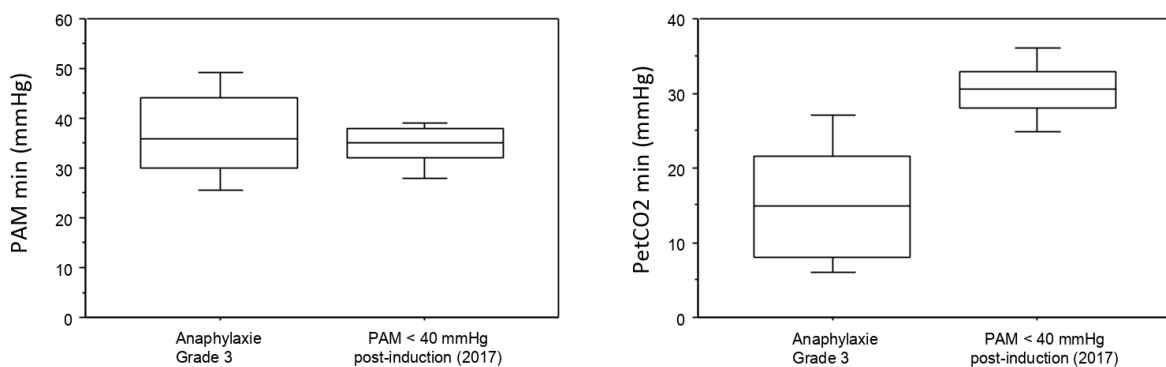 PAM min (mmHg)
60
50
40
30
20
10
0
Anaphylaxie
Grade 3
PAM < 40 mmHg
post-induction (2017)
PetCO2 min (mmHg)
40
30
20
10
0
Anaphylaxie
Grade 3
PAM < 40 mmHg
post-induction (2017)